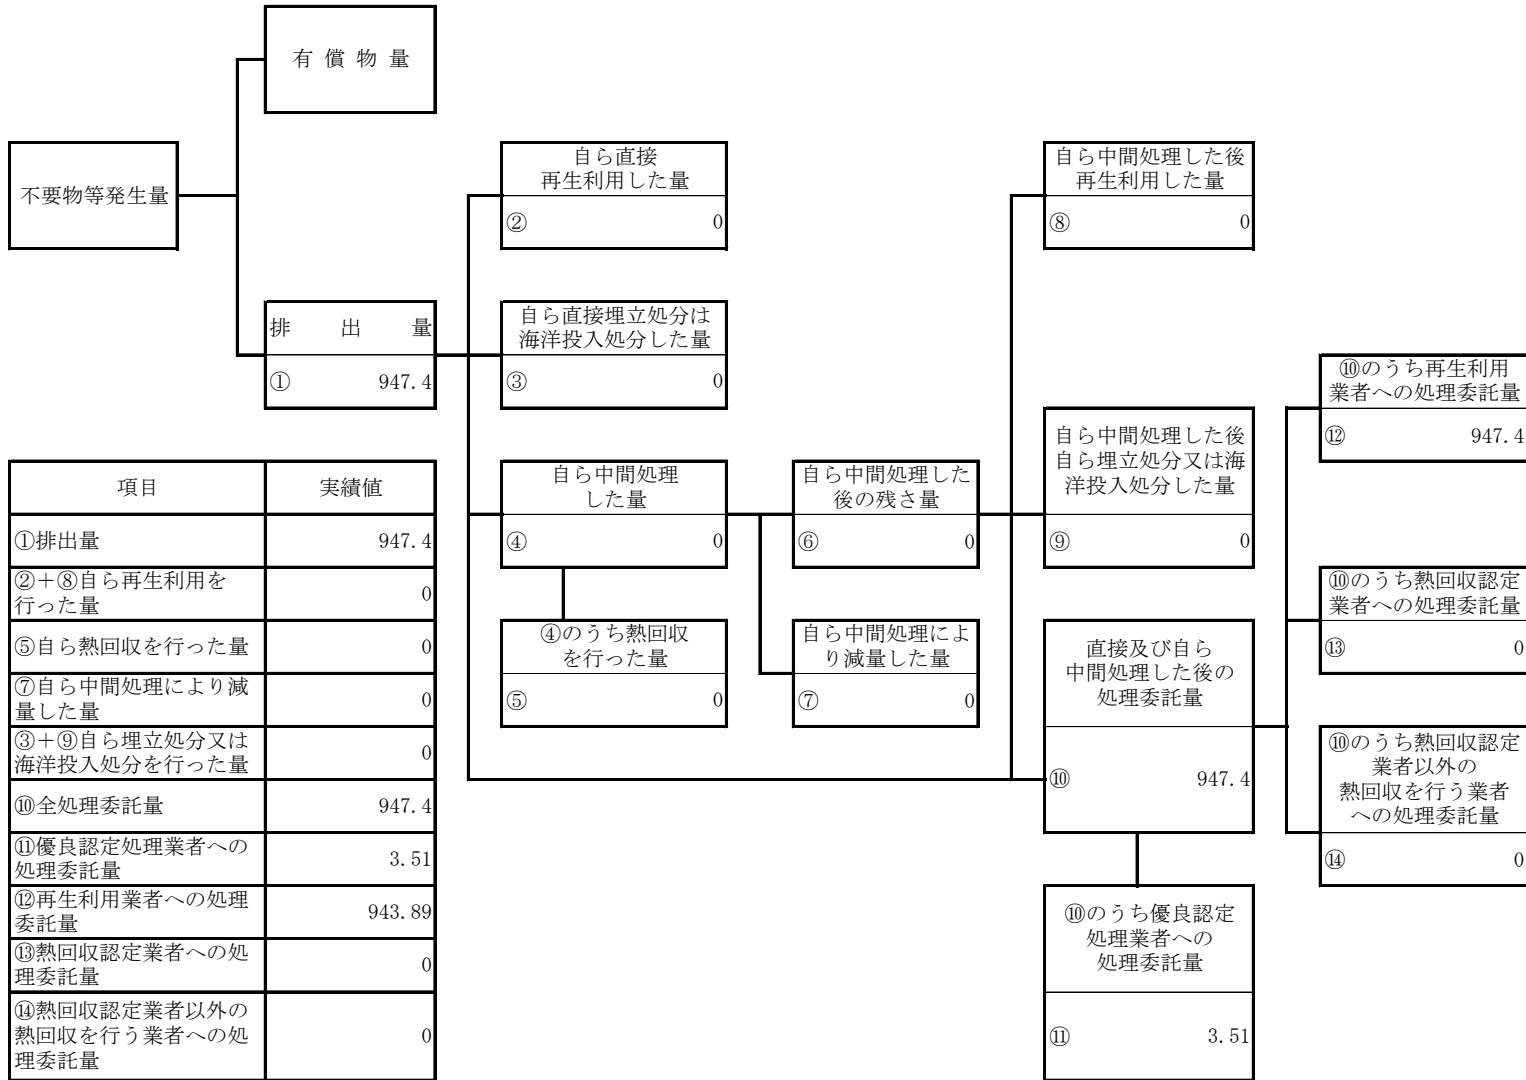 有 償 物 量
不要物等発生量
排 出 量
① 947.4
自ら直接
再生利用した量
② 0
自ら直接埋立処分は
海洋投入処分した量
③ 0
自ら中間処理
した量
④ 0
④のうち熱回収
を行った量
⑤ 0
自ら中間処理した
後の残さ量
⑥ 0
自ら中間処理によ
り減量した量
⑦ 0
自ら中間処理した後
再生利用した量
⑧ 0
自ら中間処理した後
自ら埋立処分又は海
洋投入処分した量
⑨ 0
直接及び自ら
中間処理した後の
処理委託量
⑩ 947.4
⑩のうち優良認定
処理業者への
処理委託量
⑪ 3.51
⑩のうち再生利用
業者への処理委託量
⑫ 947.4
⑩のうち熱回収認定
業者への処理委託量
⑬ 0
⑩のうち熱回収認定
業者以外の
熱回収を行う業者
への処理委託量
⑭ 0
項目 実績値
①排出量 947.4
②＋⑧自ら再生利用を
行った量 0
⑤自ら熱回収を行った量 0
⑦自ら中間処理により減
量した量 0
③＋⑨自ら埋立処分又は
海洋投入処分を行った量 0
⑩全処理委託量 947.4
⑪優良認定処理業者への
処理委託量 3.51
⑫再生利用業者への処理
委託量 943.89
⑬熱回収認定業者への処
理委託量 0
⑭熱回収認定業者以外の
熱回収を行う業者への処
理委託量 0